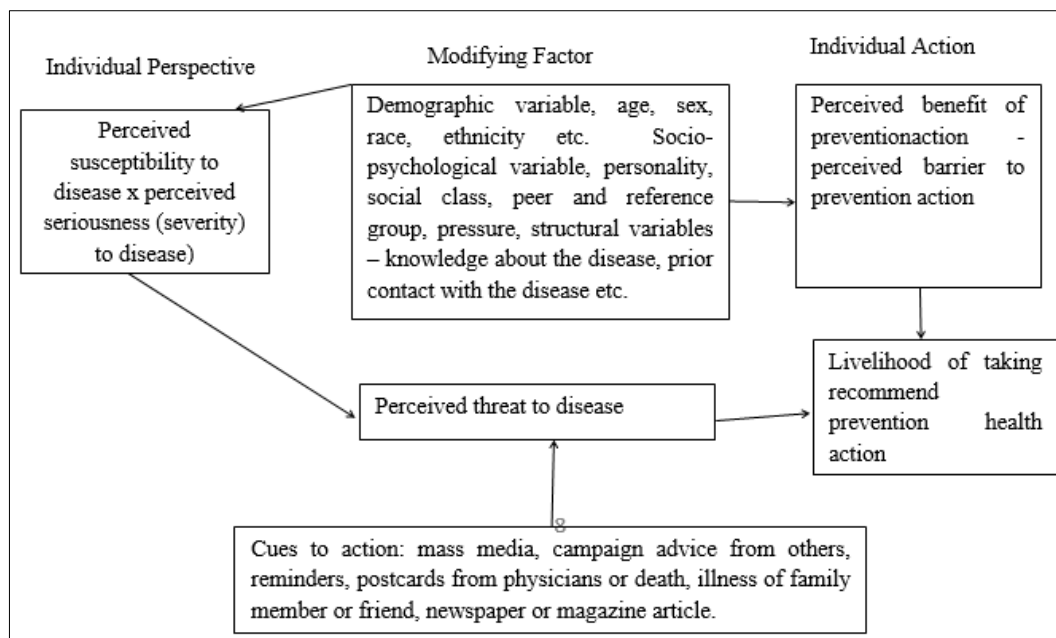 Individual Perspective
Modifying Factor
Individual Action
Perceived
susceptibility to
disease x perceived
seriousness (severity)
to disease)
Demographic variable, age, sex,
race, ethnicity etc. Socio-
psychological variable, personality,
social class, peer and reference
group, pressure, structural variables
– knowledge about the disease, prior
contact with the disease etc.
Perceived benefit of
preventionaction -
perceived barrier to
prevention action
Perceived threat to disease
Livelihood of taking
recommend
prevention health
action
8
Cues to action: mass media, campaign advice from others,
reminders, postcards from physicians or death, illness of family
member or friend, newspaper or magazine article.